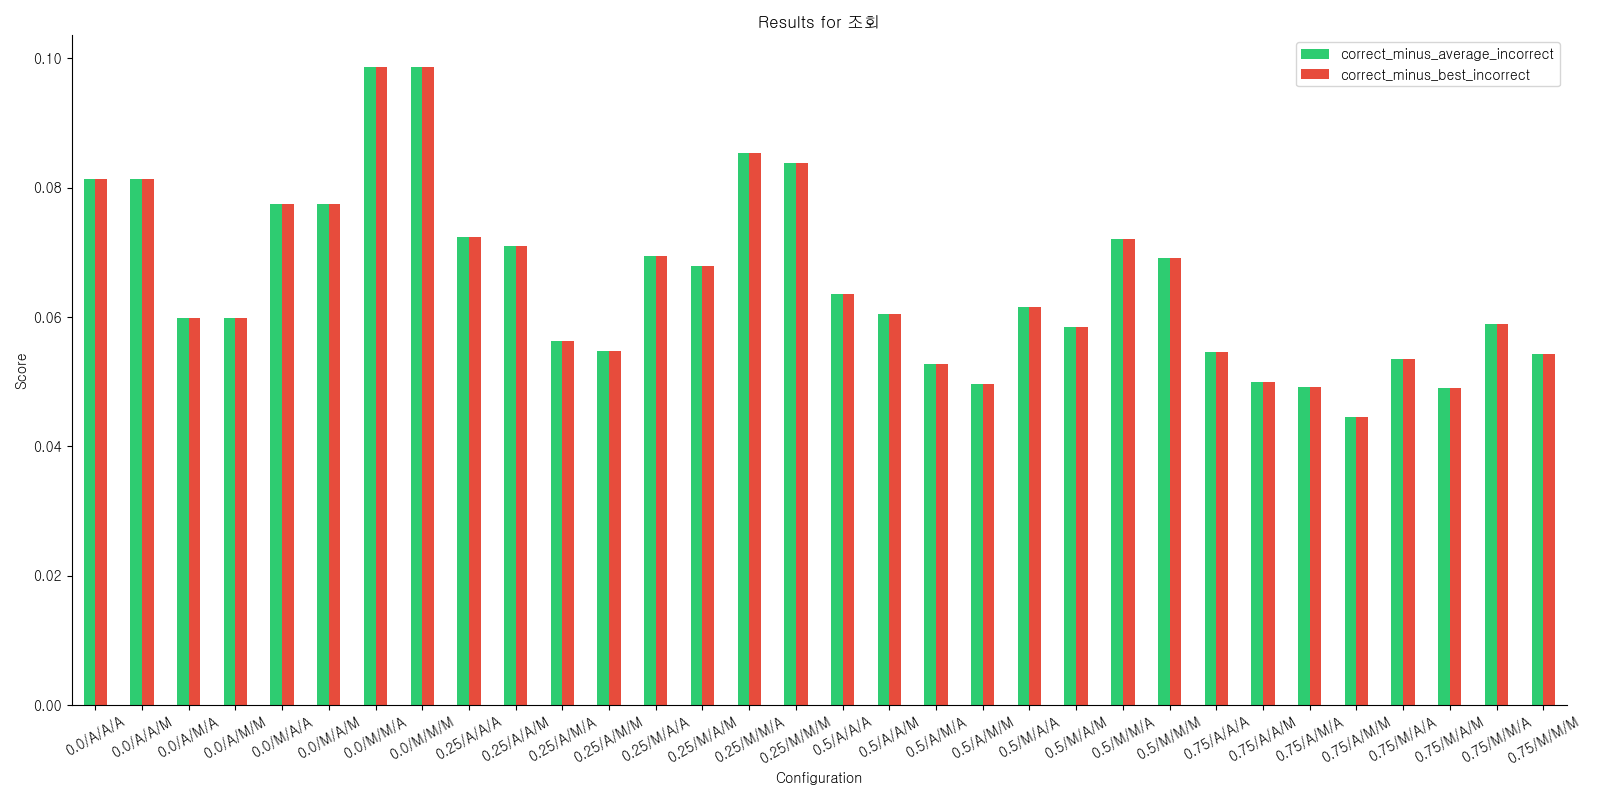 Results for 조회
correct_minus_average_incorrect
correct_minus_best_incorrect
Score
0.10
0.08
0.06
0.04
0.02
0.00
0.0/A/A/A
0.0/A/A/M
0.0/A/M/A
0.0/A/M/M
0.0/M/A/A
0.0/M/A/M
0.0/M/M/A
0.0/M/M/M
0.25/A/A/A
0.25/A/A/M
0.25/A/M/A
0.25/A/M/M
0.25/M/A/A
0.25/M/A/M
0.25/M/M/A
0.25/M/M/M
0.5/A/A/A
0.5/A/A/M
0.5/A/M/A
0.5/A/M/M
0.5/M/A/A
0.5/M/A/M
0.5/M/M/A
0.5/M/M/M
0.75/A/A/A
0.75/A/A/M
0.75/A/M/A
0.75/A/M/M
0.75/M/A/A
0.75/M/A/M
0.75/M/M/A
0.75/M/M/M
Configuration